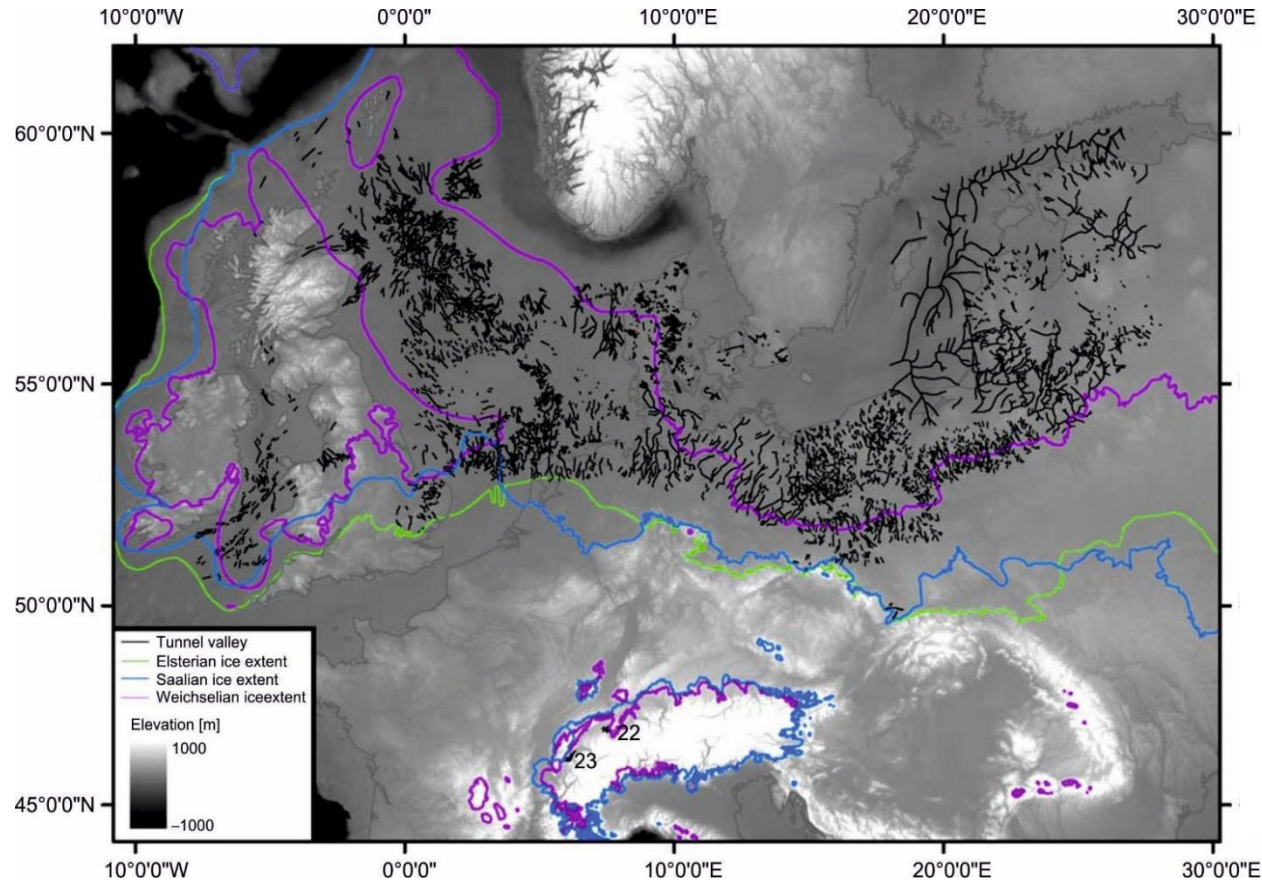 10°0'0"W 0°0'0" 10°0'0"E 20°0'0"E 30°0'0"E
60°0'0"N
55°0'0"N
50°0'0"N
Tunnel valley
Elsterian ice extent
Saalian ice extent
Weichselian iceextent
Elevation [m]
1000
−1000
22
23
45°0'0"N
10°0'0"W 0°0'0" 10°0'0"E 20°0'0"E 30°0'0"E